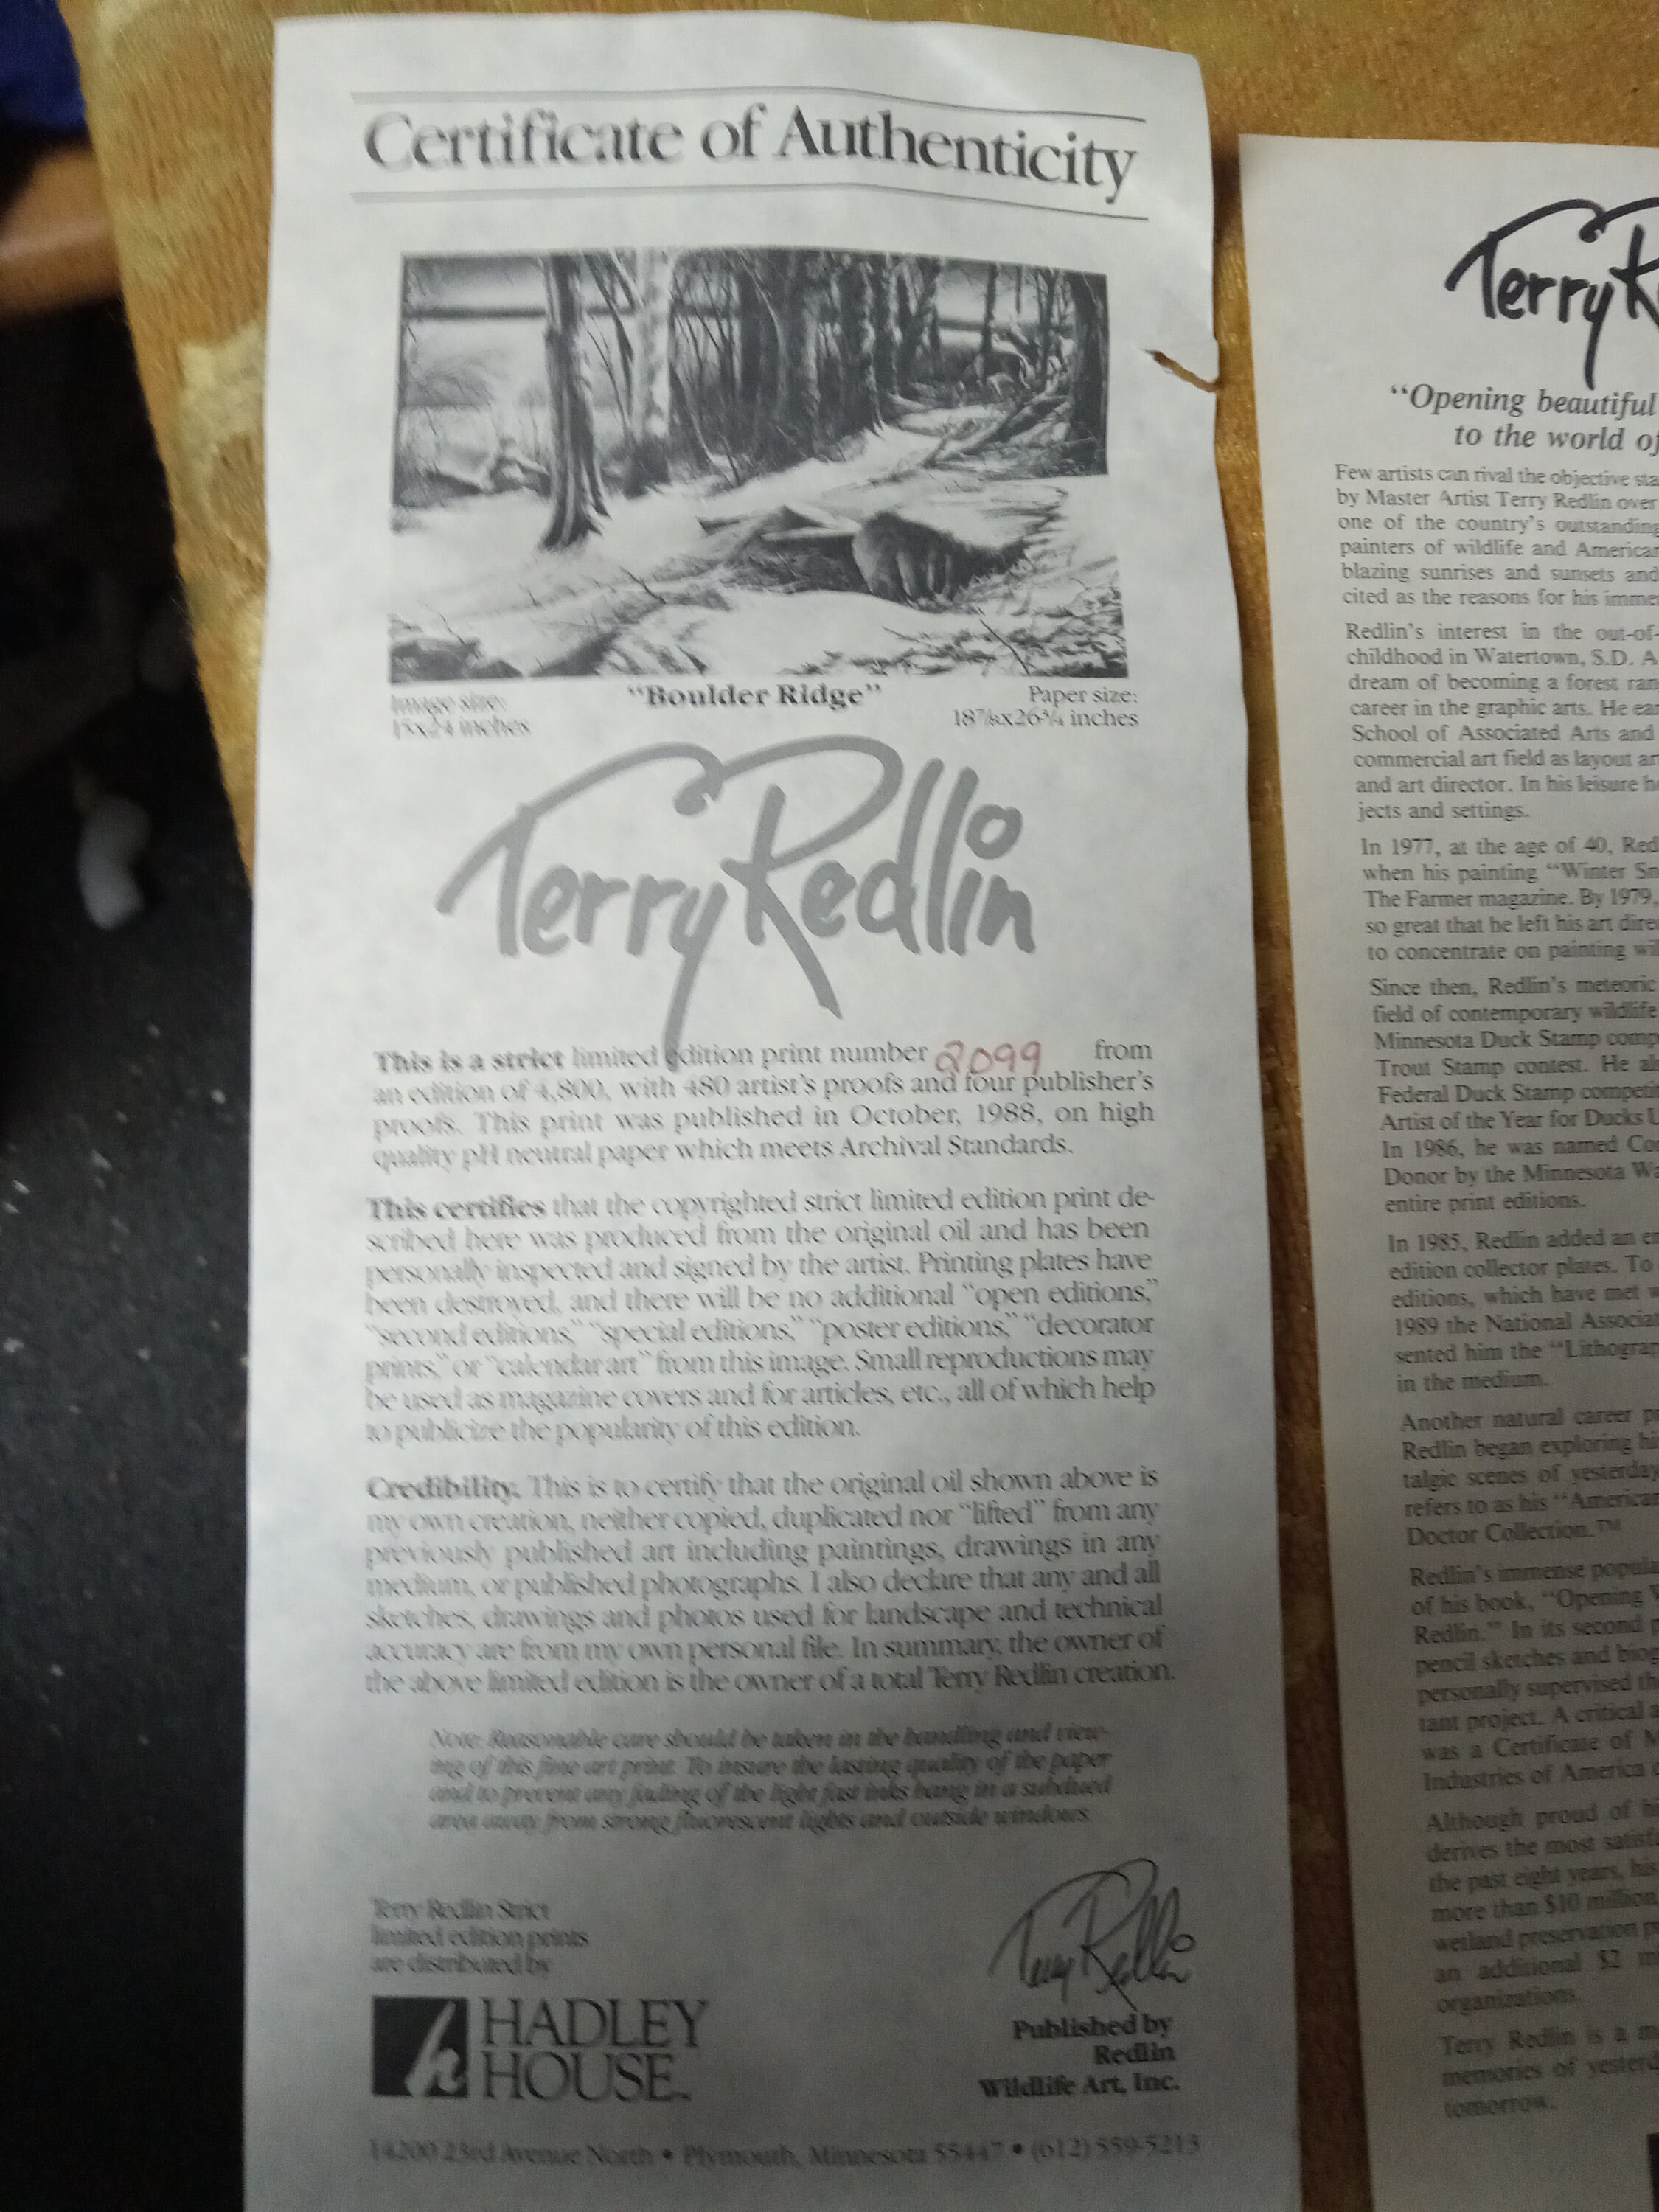 Certificate of Authenticity
Image size:
15x24 inches
"Boulder Ridge"
Paper size:
18⅞x26¾ inches
Terry Redlin
This is a strict limited edition print number 2099 from
an edition of 4,800, with 480 artist's proofs and four publisher's
proofs. This print was published in October, 1988, on high
quality pH neutral paper which meets Archival Standards.
This certifies that the copyrighted strict limited edition print de-
scribed here was produced from the original oil and has been
personally inspected and signed by the artist. Printing plates have
been destroyed, and there will be no additional "open editions,"
"second editions," "special editions," "poster editions," "decorator
prints," or "calendar art" from this image. Small reproductions may
be used as magazine covers and for articles, etc., all of which help
to publicize the popularity of this edition.
Credibility. This is to certify that the original oil shown above is
my own creation, neither copied, duplicated nor "lifted" from any
previously published art including paintings, drawings in any
medium, or published photographs. I also declare that any and all
sketches, drawings and photos used for landscape and technical
accuracy are from my own personal file. In summary, the owner of
the above limited edition is the owner of a total Terry Redlin creation.
Note: Reasonable care should be taken in the handling and view-
ing of this fine art print. To insure the lasting quality of the paper
and to prevent any fading of the light fast inks hang in a subdued
area away from strong fluorescent lights and outside windows.
Terry Redlin Strict
limited edition prints
are distributed by
HADLEY
HOUSE™
Terry Redlin
Published by
Redlin
Wildlife Art, Inc.
14200 23rd Avenue North • Plymouth, Minnesota 55447 • (612) 559-5213
Terry R
"Opening beautiful
to the world of
Few artists can rival the objective
by Master Artist Terry Redlin over
one of the country's outstanding
painters of wildlife and American
blazing sunrises and sunsets and
cited as the reasons for his
Redlin's interest in the out-of-
childhood in Watertown, S.D. A
dream of becoming a forest
career in the graphic arts. He
School of Associated Arts and
commercial art field as layout
and art director. In his leisure
jects and settings.
In 1977, at the age of 40, Red
when his painting "Winter Sn
The Farmer magazine. By 1979,
so great that he left his art
to concentrate on painting
Since then, Redlin's meteoric
field of contemporary wildlife
Minnesota Duck Stamp comp
Trout Stamp contest. He
Federal Duck Stamp
Artist of the Year for Ducks U
In 1986, he was named
Donor by the Minnesota
entire print editions.
In 1985, Redlin added an
edition collector plates. To
editions, which have met
1989 the National
sented him the "Lithograp
in the medium.
Another natural career
Redlin began exploring
talgic scenes of yesterday
refers to as his "American
Doctor Collection.™
Redlin's immense
of his book, "Opening
Redlin." In its second
pencil sketches and
personally supervised
tant project. A critical
was a Certificate of
Industries of America
Although proud of
derives the most
the past eight years, his
more than $10 million
wetland preservation
an additional $2
organizations.
Terry Redlin is a
memories of
tomorrow.